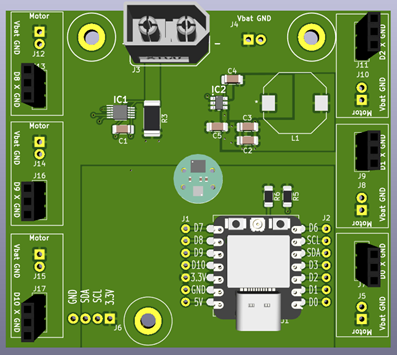 Motor
Vbat GND
J12
J13
D8 X GND
Motor
Vbat GND
J14
J16
D9 X GND
Motor
Vbat GND
J15
J17
D10 X GND
J3
-
J4
Vbat GND
IC1
C1
R3
IC2
C4
C5
C3
C2
L1
R6
R5
J1
D7
D8
D9
D10
3.3V
GND
5V
J2
D6
SCL
SDA
D3
D2
D1
D0
J1
GND
SDA
SCL
3.3V
J6
D2 X GND
J11
J10
Vbat GND
D1 X GND
J9
J8
Vbat GND
D0 X GND
J5
Vbat GND